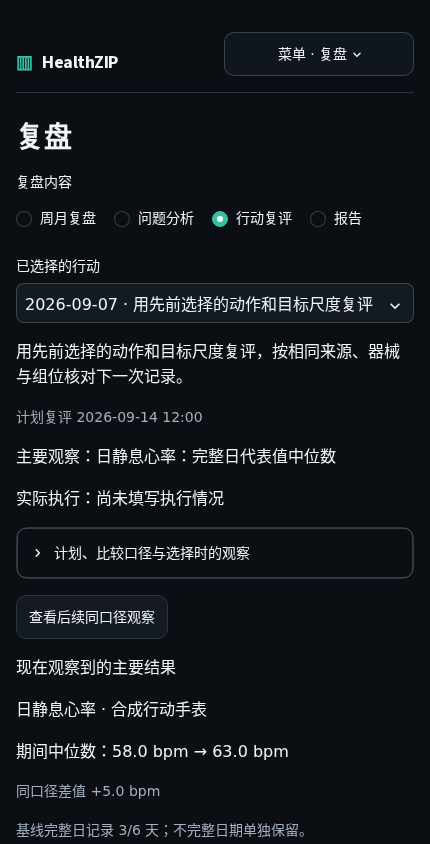 HealthZIP
菜单 · 复盘
复盘
复盘内容
周月复盘
问题分析
行动复评
报告
已选择的行动
2026-09-07 · 用先前选择的动作和目标尺度复评
用先前选择的动作和目标尺度复评，按相同来源、器械
与组位核对下一次记录。
计划复评 2026-09-14 12:00
主要观察：日静息心率：完整日代表值中位数
实际执行：尚未填写执行情况
计划、比较口径与选择时的观察
查看后续同口径观察
现在观察到的主要结果
日静息心率 · 合成行动手表
期间中位数：58.0 bpm → 63.0 bpm
同口径差值 +5.0 bpm
基线完整日记录 3/6 天；不完整日期单独保留。